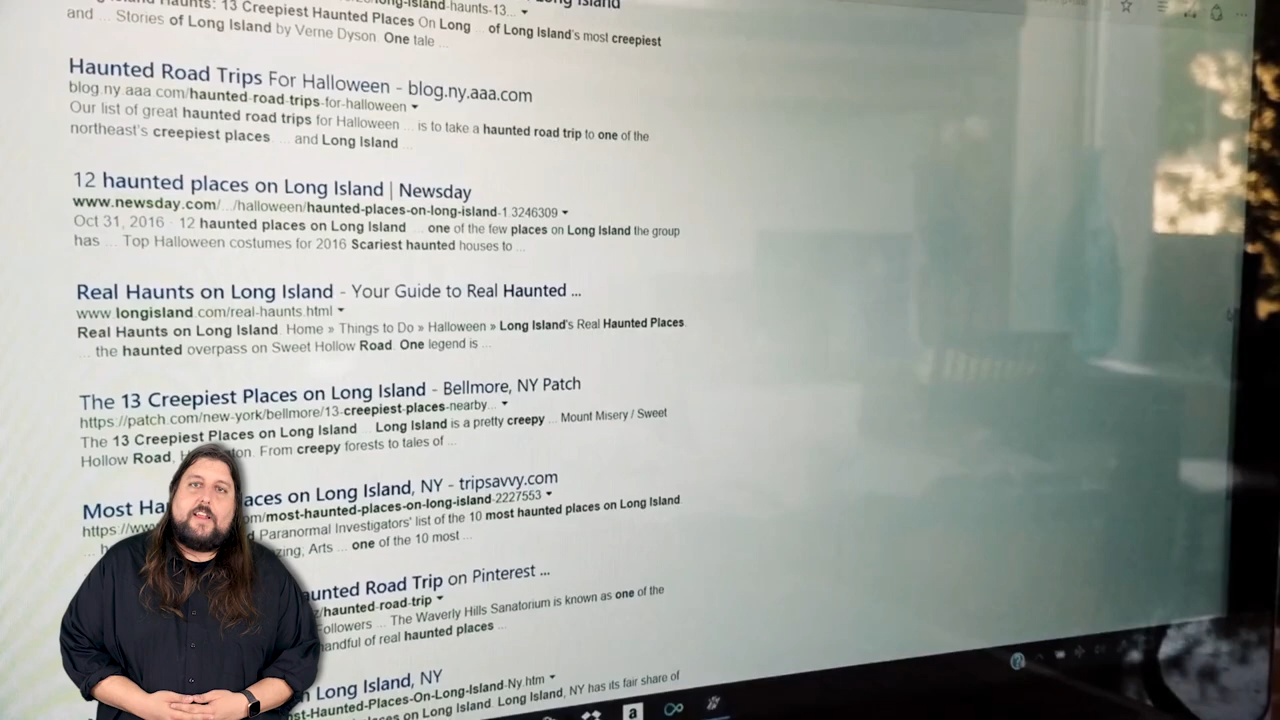 Long Island
long-island-haunts-13...
Haunts: 13 Creepiest Haunted Places On Long ... of Long Island's most creepiest
and ... Stories of Long Island by Verne Dyson. One tale ...
Haunted Road Trips For Halloween - blog.ny.aaa.com
blog.ny.aaa.com/haunted-road-trips-for-halloween
Our list of great haunted road trips for Halloween ... is to take a haunted road trip to one of the
northeast's creepiest places ... and Long Island ...
12 haunted places on Long Island | Newsday
www.newsday.com/.../halloween/haunted-places-on-long-island-1.3246309
Oct 31, 2016 · 12 haunted places on Long Island ... one of the few places on Long Island the group
has ... Top Halloween costumes for 2016 Scariest haunted houses to ...
Real Haunts on Long Island - Your Guide to Real Haunted ...
www.longisland.com/real-haunts.html
Real Haunts on Long Island. Home » Things to Do » Halloween » Long Island's Real Haunted Places.
... the haunted overpass on Sweet Hollow Road. One legend is ...
The 13 Creepiest Places on Long Island - Bellmore, NY Patch
https://patch.com/new-york/bellmore/13-creepiest-places-nearby...
The 13 Creepiest Places on Long Island ... Long Island is a pretty creepy ... Mount Misery / Sweet
Hollow Road, H ton. From creepy forests to tales of ...
Most Ha aces on Long Island, NY - tripsavvy.com
https://ww m/most-haunted-places-on-long-island-2227553
d Paranormal Investigators' list of the 10 most haunted places on Long Island
... h zing, Arts ... one of the 10 most ...
aunted Road Trip on Pinterest ...
z/haunted-road-trip
Followers ... The Waverly Hills Sanatorium is known as one of the
handful of real haunted places ...
n Long Island, NY
st-Haunted-Places-On-Long-Island-Ny.htm
laces on Long Island. Long Island, NY has its fair share of
a